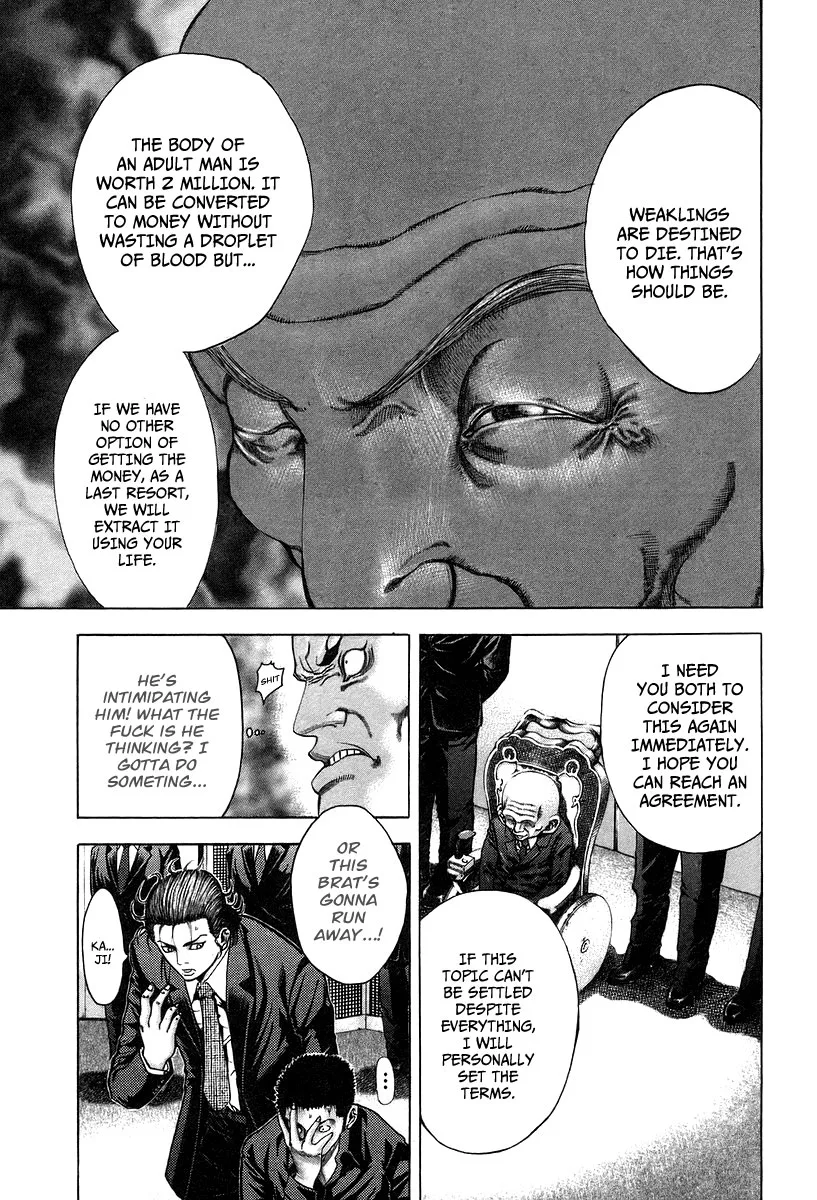 WEAKLINGS
ARE DESTINED
TO DIE. THAT'S
HOW THINGS
SHOULD BE.
THE BODY OF
AN ADULT MAN IS
WORTH 2 MILLION. IT
CAN BE CONVERTED
TO MONEY WITHOUT
WASTING A DROPLET
OF BLOOD BUT...
IF WE HAVE
NO OTHER
OPTION OF
GETTING THE
MONEY, AS A
LAST RESORT,
WE WILL
EXTRACT IT
USING YOUR
LIFE.
I NEED
YOU BOTH TO
CONSIDER
THIS AGAIN
IMMEDIATELY.
I HOPE YOU
CAN REACH AN
AGREEMENT.
IF THIS
TOPIC CAN'T
BE SETTLED
DESPITE
EVERYTHING,
I WILL
PERSONALLY
SET THE
TERMS.
SHIT
HE'S
INTIMIDATING
HIM! WHAT THE
FUCK IS HE
THINKING? I
GOTTA DO
SOMETING...
OR
THIS
BRAT'S
GONNA
RUN
AWAY...!
KA...
JI!
...